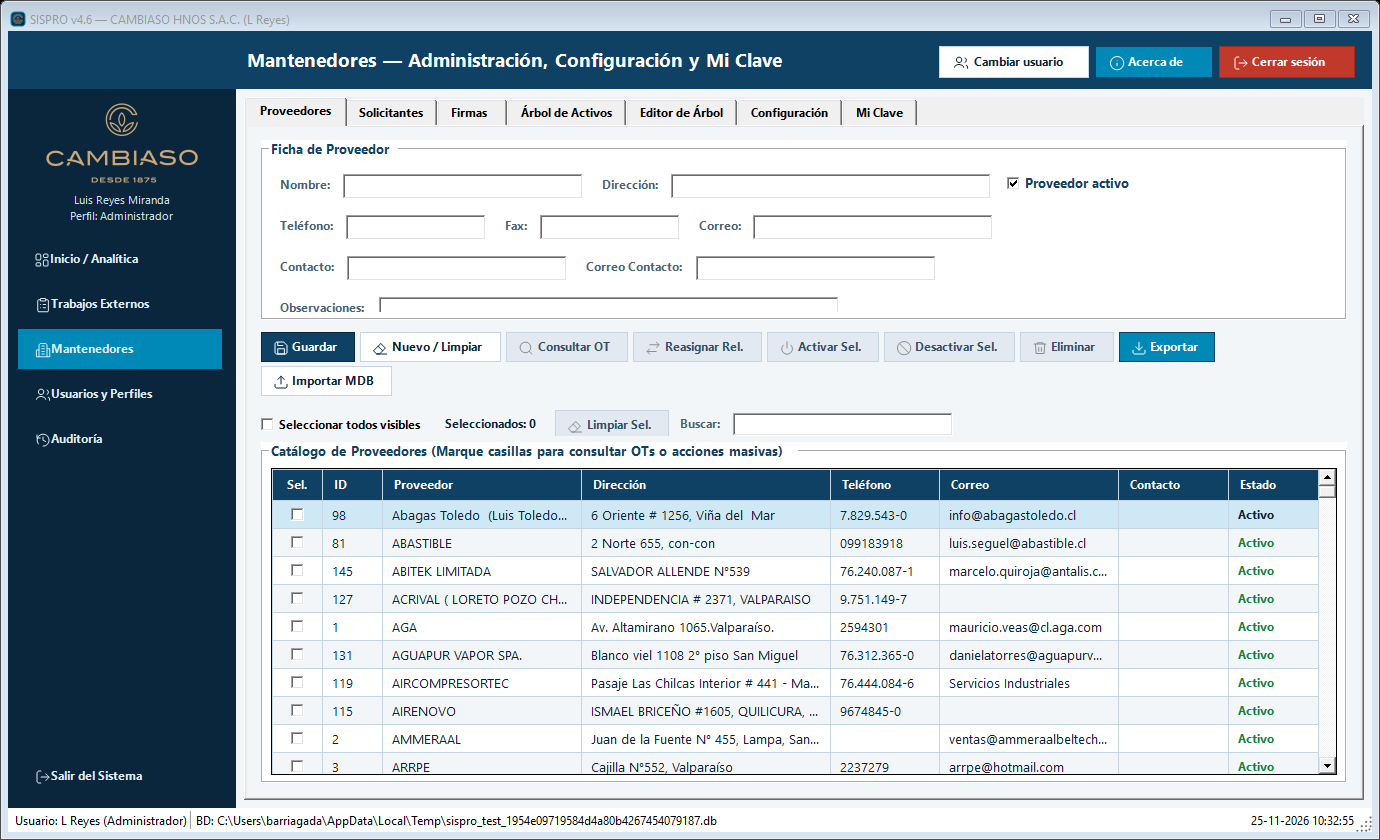 SISPRO v4.6 — CAMBIASO HNOS S.A.C. (L Reyes)
Mantenedores — Administración, Configuración y Mi Clave
Cambiar usuario
Acerca de
Cerrar sesión
CAMBIASO
DESDE 1875
Luis Reyes Miranda
Perfil: Administrador
Inicio / Analítica
Trabajos Externos
Mantenedores
Usuarios y Perfiles
Auditoría
Salir del Sistema
Proveedores Solicitantes Firmas Árbol de Activos Editor de Árbol Configuración Mi Clave
Ficha de Proveedor
Nombre: Dirección: Proveedor activo
Teléfono: Fax: Correo:
Contacto: Correo Contacto:
Observaciones:
Guardar Nuevo / Limpiar Consultar OT Reasignar Rel. Activar Sel. Desactivar Sel. Eliminar Exportar
Importar MDB
Seleccionar todos visibles Seleccionados: 0 Limpiar Sel. Buscar:
Catálogo de Proveedores (Marque casillas para consultar OTs o acciones masivas)
Sel. ID Proveedor Dirección Teléfono Correo Contacto Estado
98 Abagas Toledo (Luis Toledo... 6 Oriente # 1256, Viña del Mar 7.829.543-0 info@abagastoledo.cl Activo
81 ABASTIBLE 2 Norte 655, con-con 099183918 luis.seguel@abastible.cl Activo
145 ABITEK LIMITADA SALVADOR ALLENDE N°539 76.240.087-1 marcelo.quiroja@antalis.c... Activo
127 ACRIVAL ( LORETO POZO CH... INDEPENDENCIA # 2371, VALPARAISO 9.751.149-7 Activo
1 AGA Av. Altamirano 1065.Valparaíso. 2594301 mauricio.veas@cl.aga.com Activo
131 AGUAPUR VAPOR SPA. Blanco viel 1108 2° piso San Miguel 76.312.365-0 danielatorres@aguapurv... Activo
119 AIRCOMPRESORTEC Pasaje Las Chilcas Interior # 441 - Ma... 76.444.084-6 Servicios Industriales Activo
115 AIRENOVO ISMAEL BRICEÑO #1605, QUILICURA, ... 9674845-0 Activo
2 AMMERAAL Juan de la Fuente N° 455, Lampa, San... ventas@ammeraalbeltech... Activo
3 ARRPE Cajilla N°552, Valparaíso 2237279 arrpe@hotmail.com Activo
Usuario: L Reyes (Administrador) BD: C:\Users\barriagada\AppData\Local\Temp\sispro_test_1954e09719584d4a80b4267454079187.db 25-11-2026 10:32:55